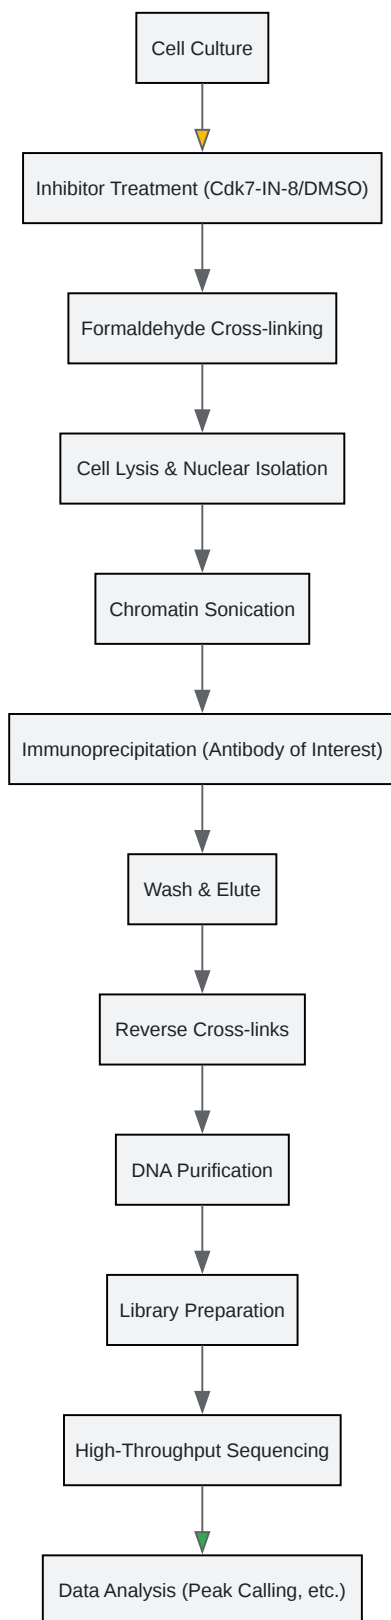 Cell Culture
Inhibitor Treatment (Cdk7-IN-8/DMSO)
Formaldehyde Cross-linking
Cell Lysis & Nuclear Isolation
Chromatin Sonication
Immunoprecipitation (Antibody of Interest)
Wash & Elute
Reverse Cross-links
DNA Purification
Library Preparation
High-Throughput Sequencing
Data Analysis (Peak Calling, etc.)